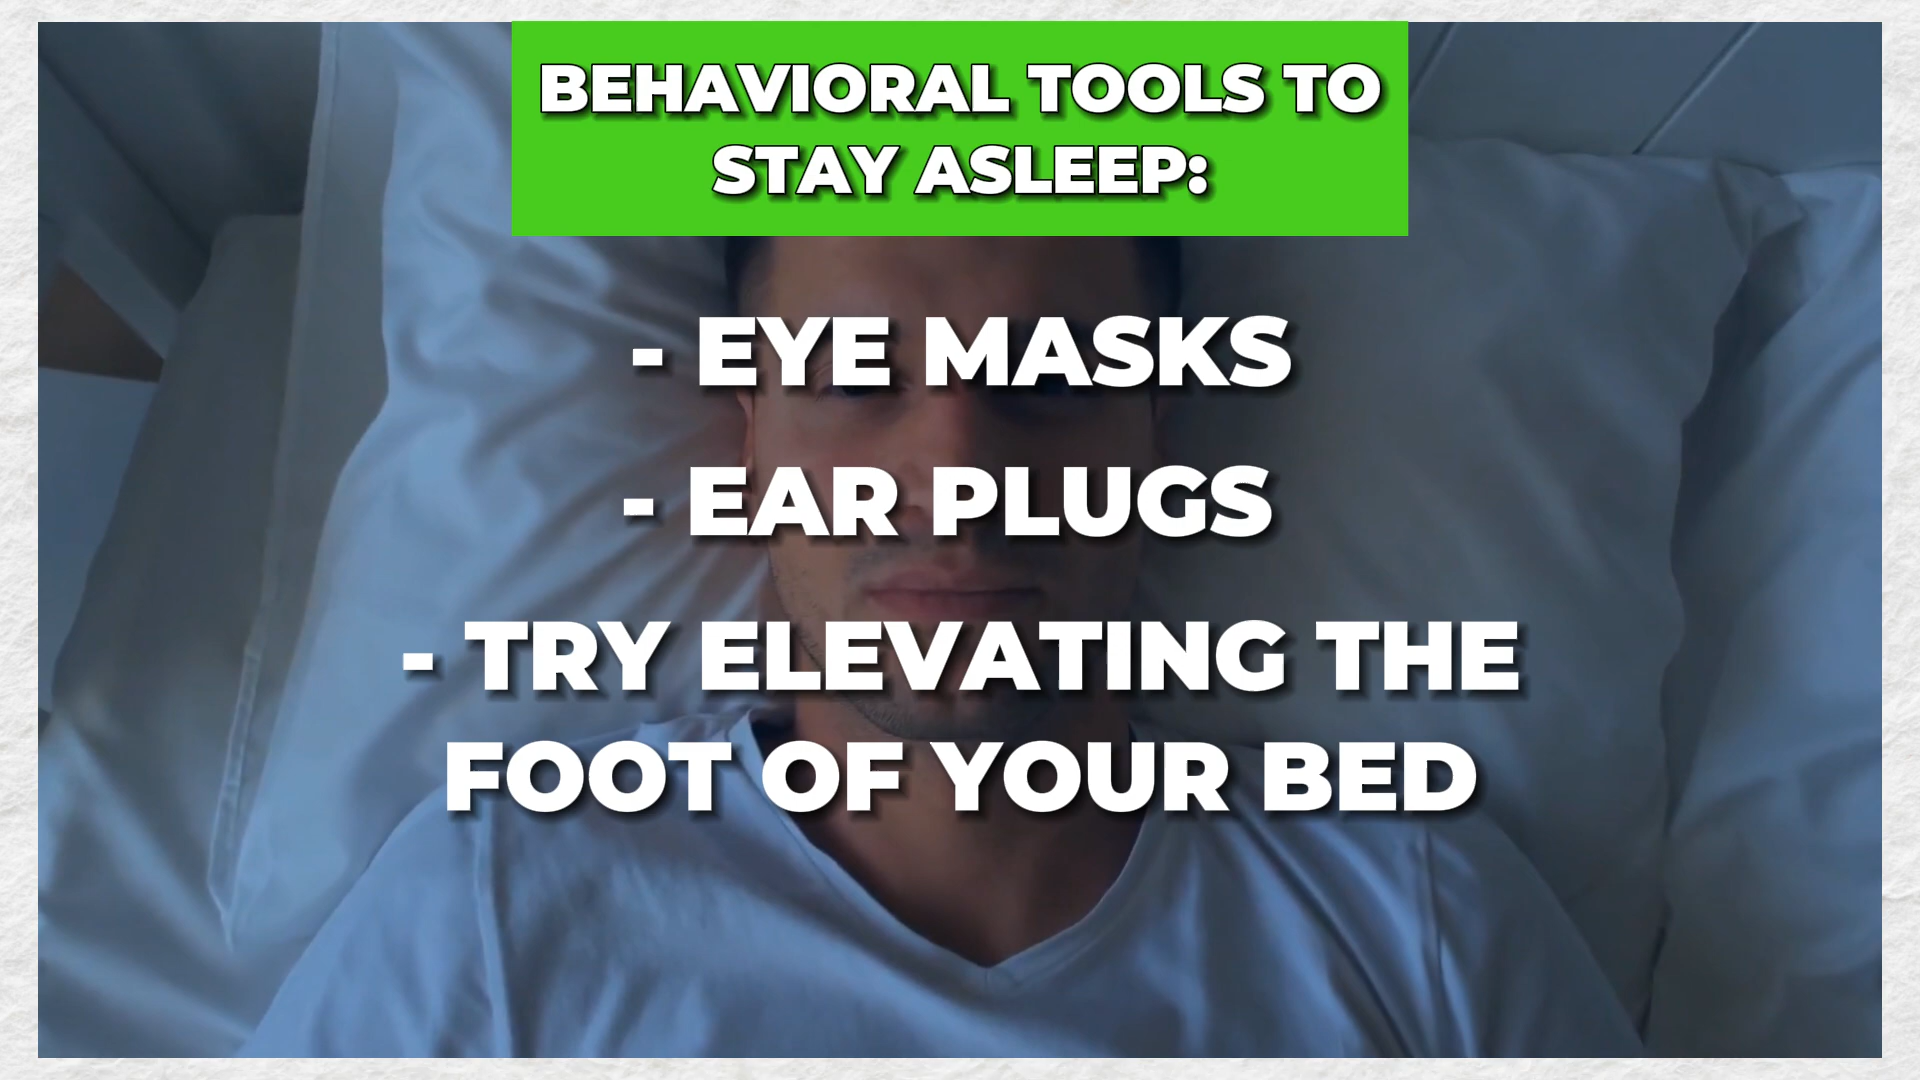 BEHAVIORAL TOOLS TO
STAY ASLEEP:
- EYE MASKS
- EAR PLUGS
- TRY ELEVATING THE
FOOT OF YOUR BED